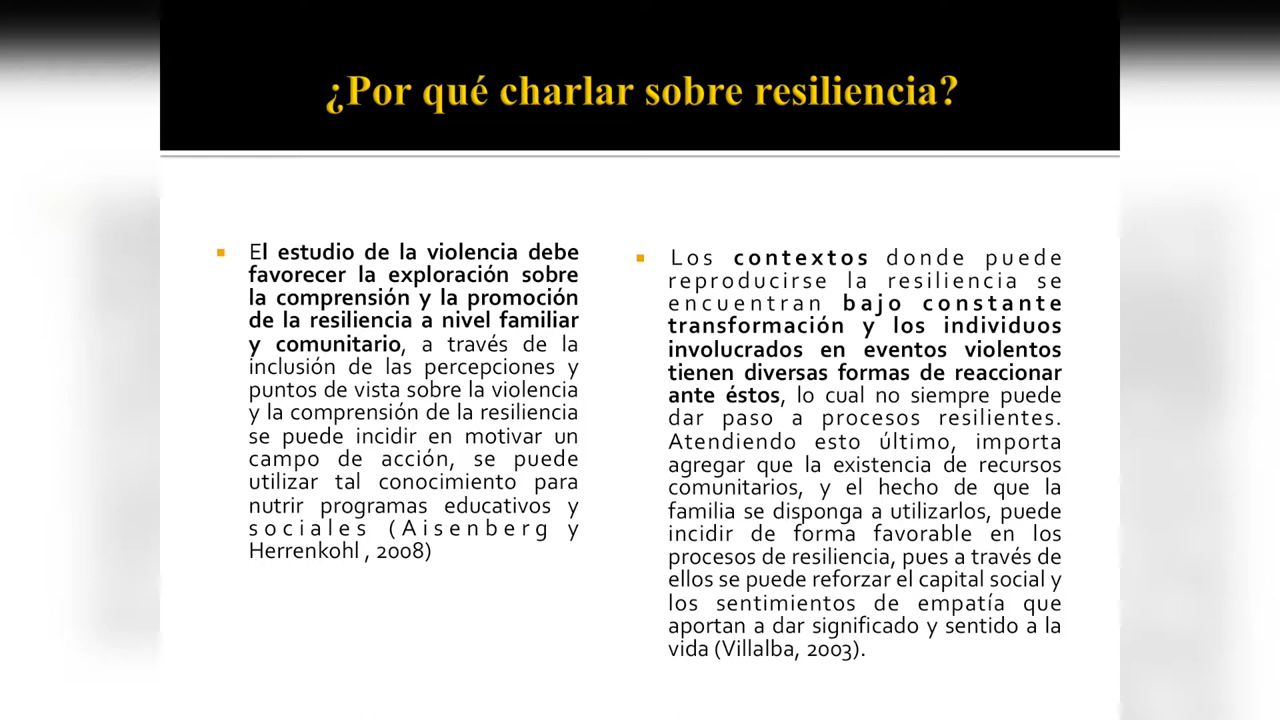 ¿Por qué charlar sobre resiliencia?
El estudio de la violencia debe
favorecer la exploración sobre
la comprensión y la promoción
de la resiliencia a nivel familiar
y comunitario, a través de la
inclusión de las percepciones y
puntos de vista sobre la violencia
y la comprensión de la resiliencia
se puede incidir en motivar un
campo de acción, se puede
utilizar tal conocimiento para
nutrir programas educativos y
sociales (Aisenberg y
Herrenkohl , 2008)
Los contextos donde puede
reproducirse la resiliencia se
encuentran bajo constante
transformación y los individuos
involucrados en eventos violentos
tienen diversas formas de reaccionar
ante éstos, lo cual no siempre puede
dar paso a procesos resilientes.
Atendiendo esto último, importa
agregar que la existencia de recursos
comunitarios, y el hecho de que la
familia se disponga a utilizarlos, puede
incidir de forma favorable en los
procesos de resiliencia, pues a través de
ellos se puede reforzar el capital social y
los sentimientos de empatía que
aportan a dar significado y sentido a la
vida (Villalba, 2003).